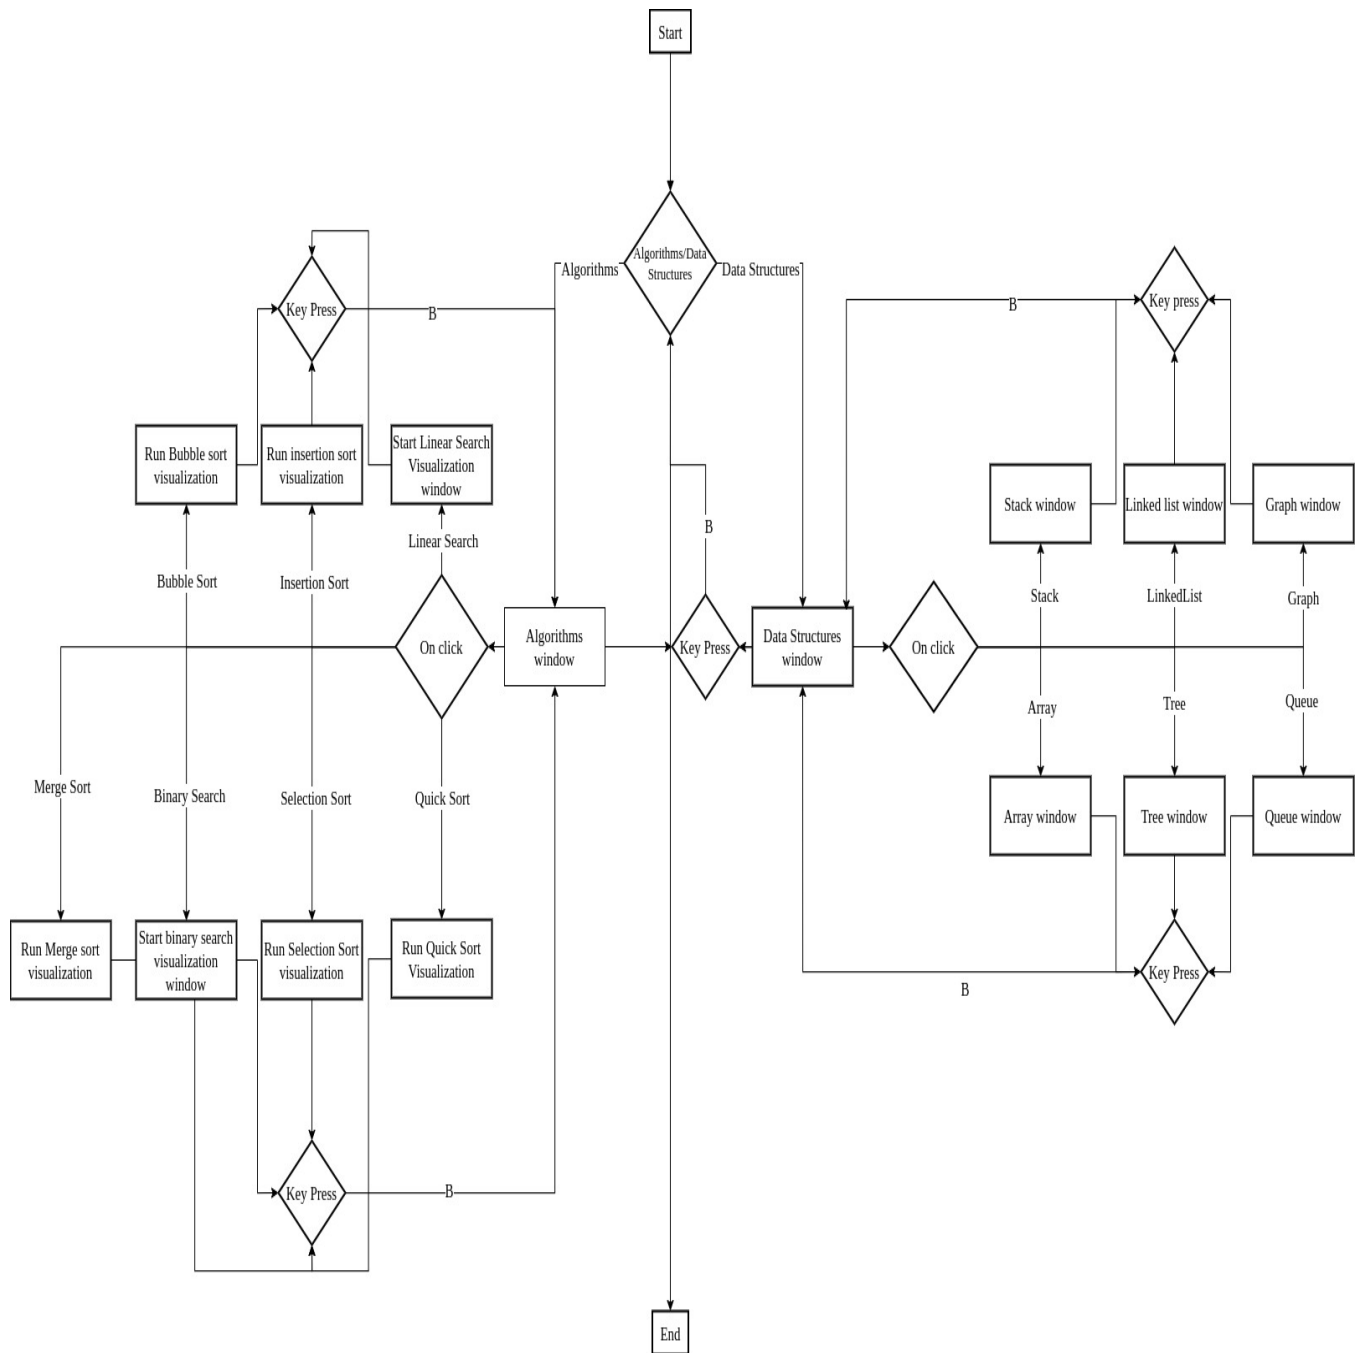 Start
Algorithms/Data
Structures
Algorithms
Data Structures
Key Press
B
B
Key press
Run Bubble sort
visualization
Run insertion sort
visualization
Start Linear Search
Visualization
window
Stack window
Linked list window
Graph window
B
Linear Search
Bubble Sort
Insertion Sort
Stack
LinkedList
Graph
On click
Algorithms
window
Key Press
Data Structures
window
On click
Array
Tree
Queue
Merge Sort
Binary Search
Selection Sort
Quick Sort
Array window
Tree window
Queue window
Run Merge sort
visualization
Start binary search
visualization
window
Run Selection Sort
visualization
Run Quick Sort
Visualization
Key Press
B
Key Press
B
End